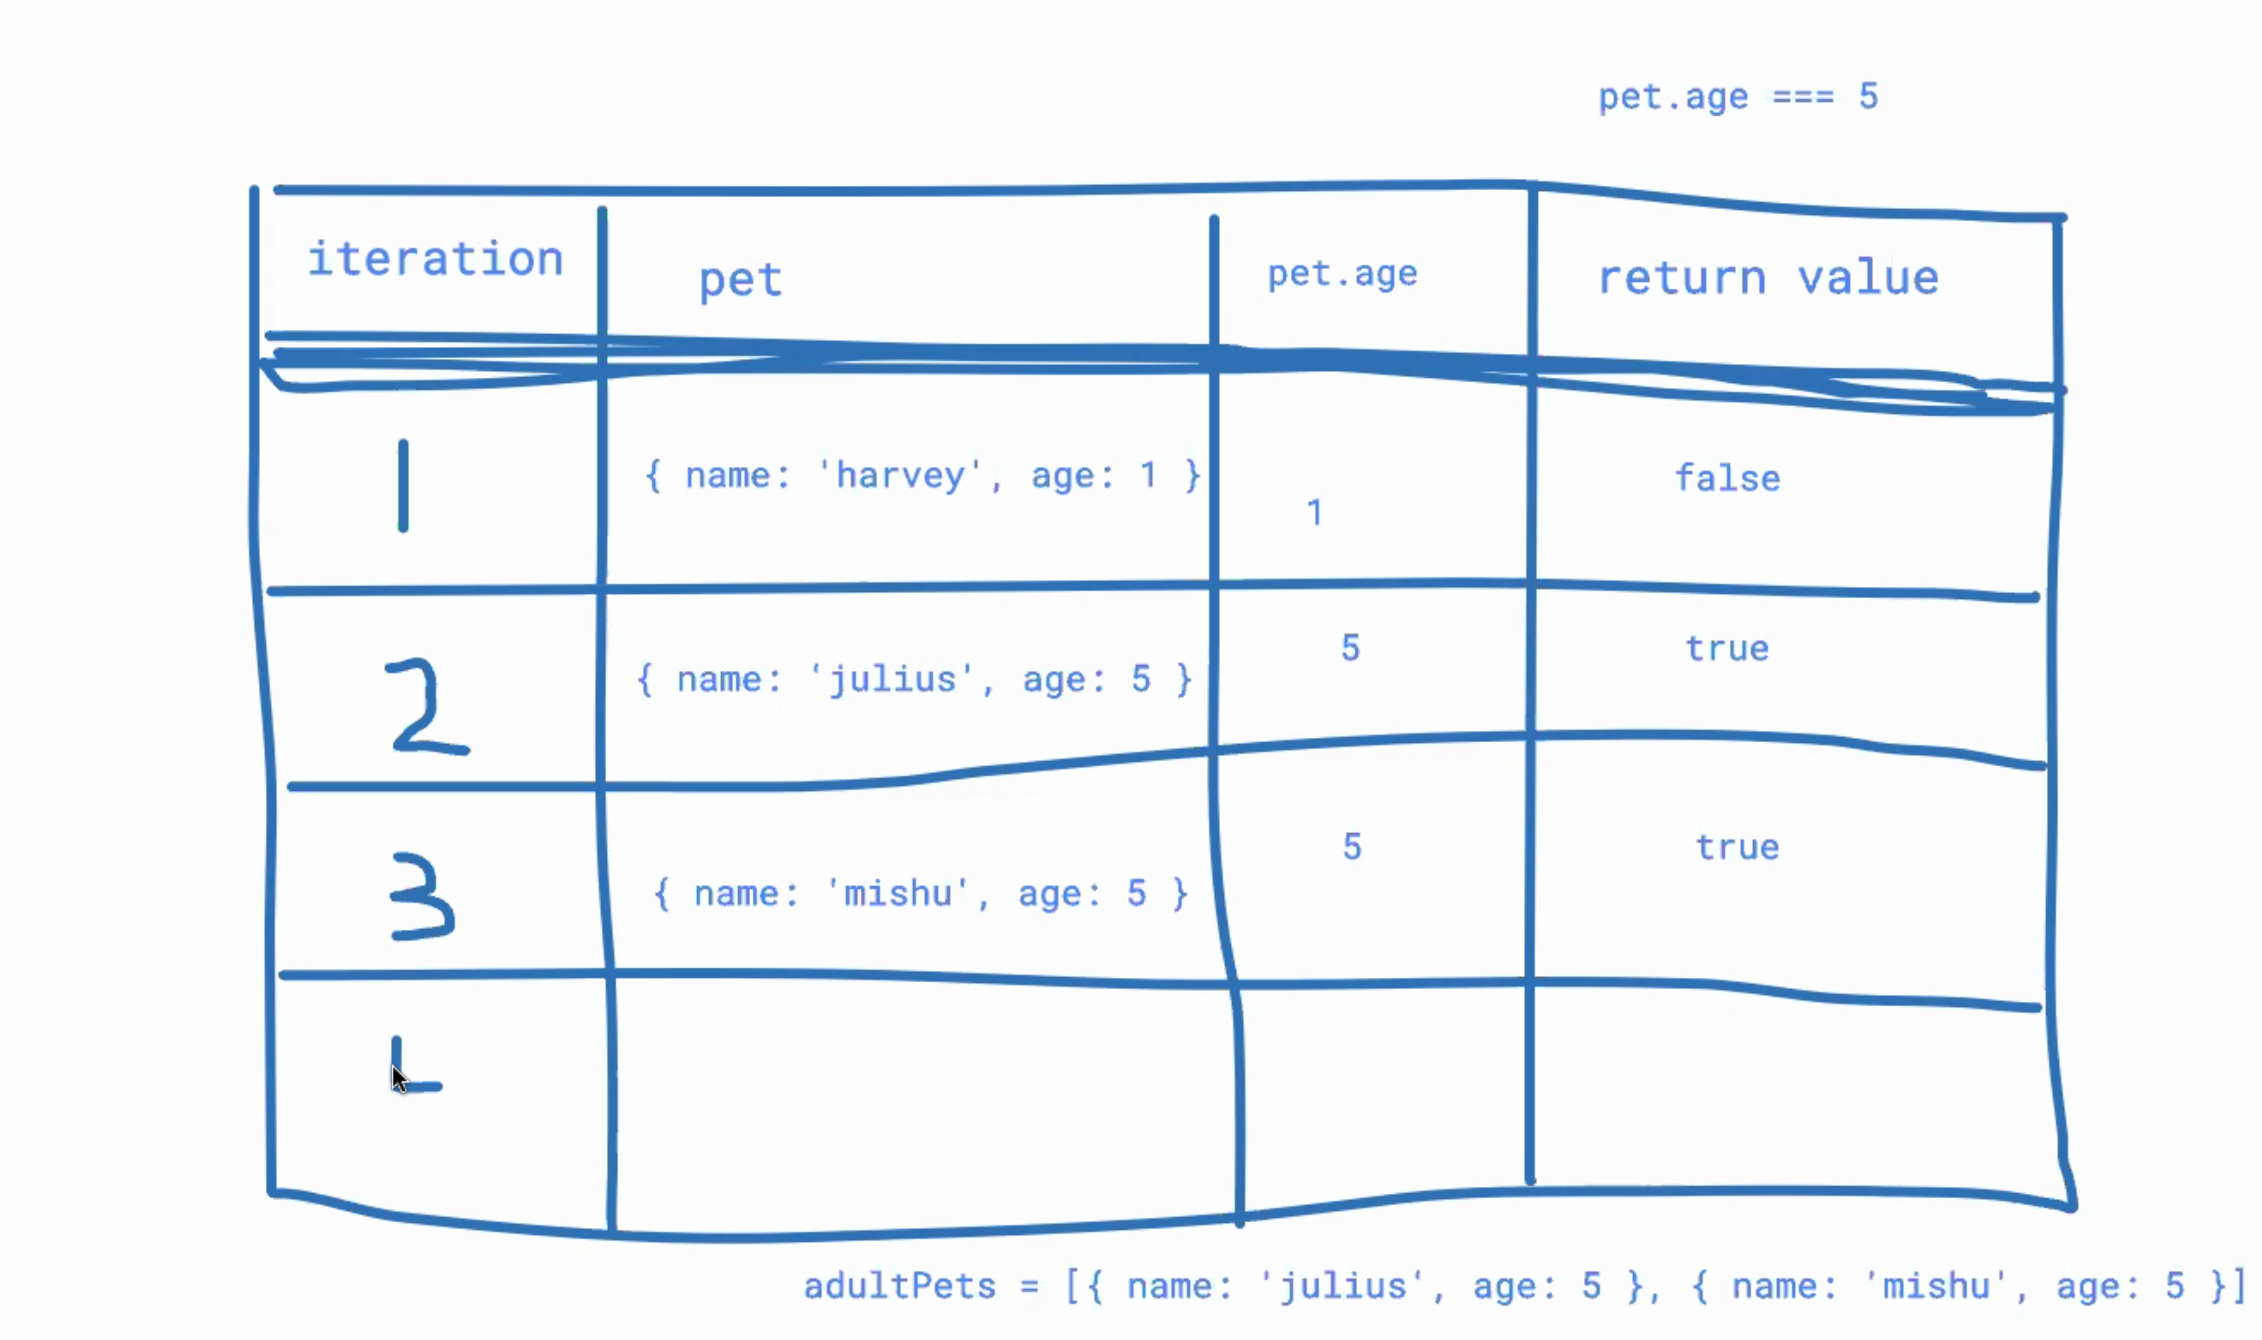 pet.age === 5
iteration pet pet.age return value
1 { name: 'harvey', age: 1 } 1 false
2 { name: ‘julius', age: 5 } 5 true
3 { name: 'mishu', age: 5 } 5 true
adultPets = [{ name: 'julius‘, age: 5 }, { name: 'mishu', age: 5 }]